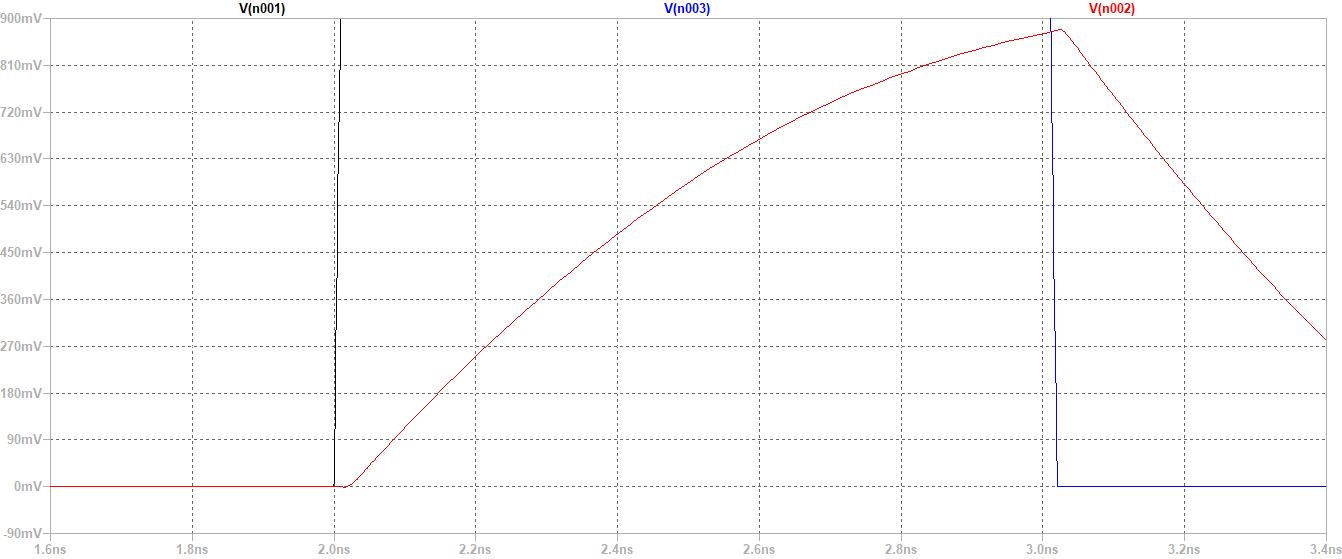 V(n001) V(n003) V(n002)
900mV
810mV
720mV
630mV
540mV
450mV
360mV
270mV
180mV
90mV
0mV
-90mV
1.6ns 1.8ns 2.0ns 2.2ns 2.4ns 2.6ns 2.8ns 3.0ns 3.2ns 3.4ns